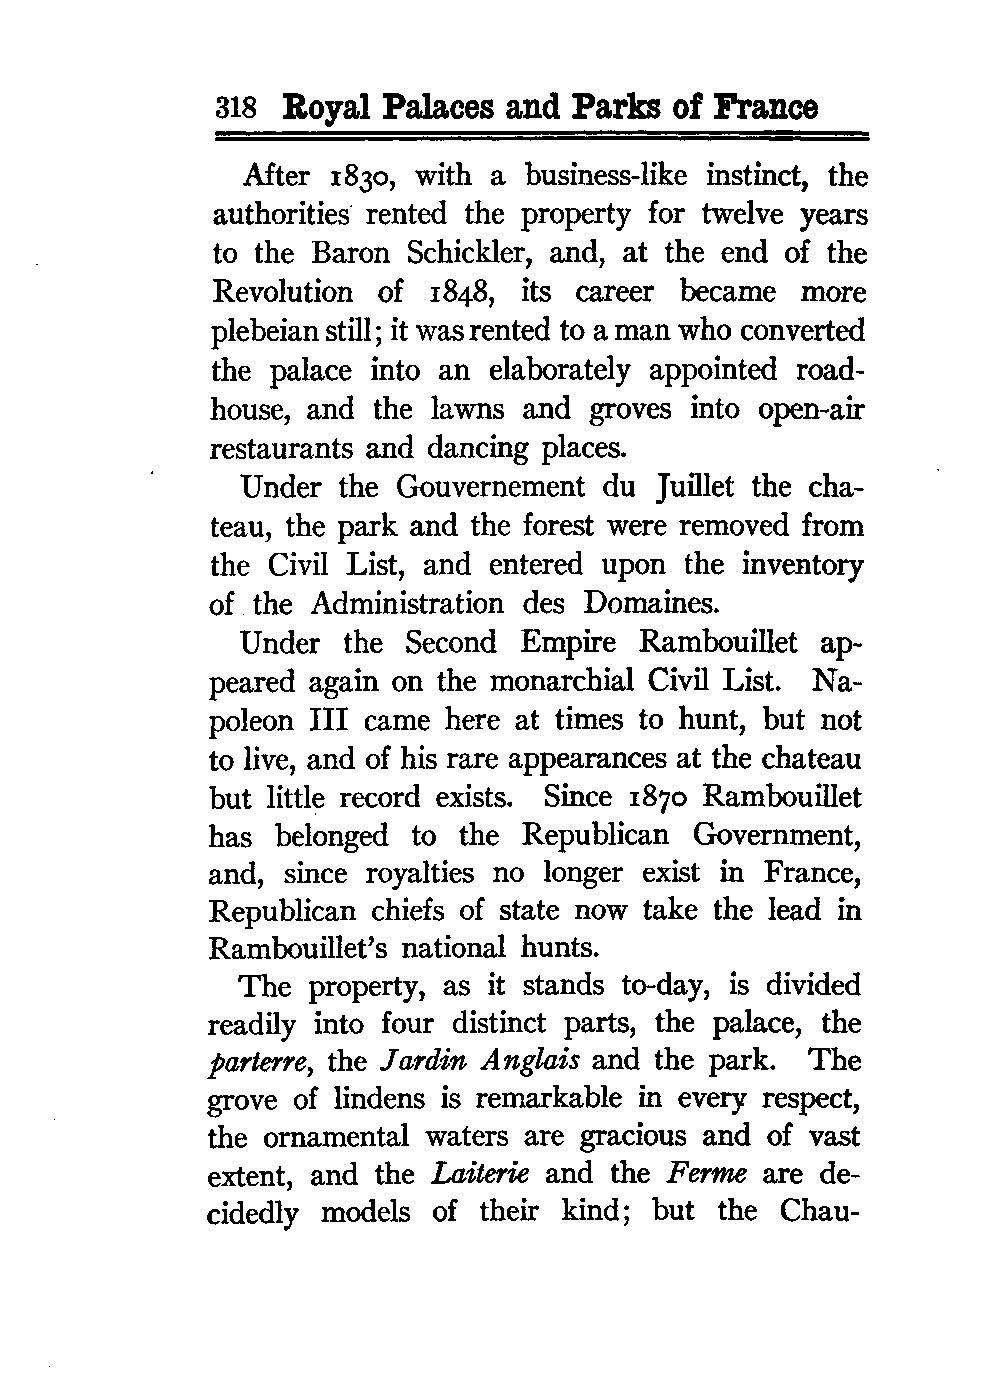 318 Royal Palaces and Parks of France
After 1830, with a business-like instinct, the
authorities rented the property for twelve years
to the Baron Schickler, and, at the end of the
Revolution of 1848, its career became more
plebeian still; it was rented to a man who converted
the palace into an elaborately appointed road-
house, and the lawns and groves into open-air
restaurants and dancing places.
Under the Gouvernement du Juillet the cha-
teau, the park and the forest were removed from
the Civil List, and entered upon the inventory
of the Administration des Domaines.
Under the Second Empire Rambouillet ap-
peared again on the monarchial Civil List. Na-
poleon III came here at times to hunt, but not
to live, and of his rare appearances at the chateau
but little record exists. Since 1870 Rambouillet
has belonged to the Republican Government,
and, since royalties no longer exist in France,
Republican chiefs of state now take the lead in
Rambouillet's national hunts.
The property, as it stands to-day, is divided
readily into four distinct parts, the palace, the
parterre, the Jardin Anglais and the park. The
grove of lindens is remarkable in every respect,
the ornamental waters are gracious and of vast
extent, and the Laiterie and the Ferme are de-
cidedly models of their kind; but the Chau-